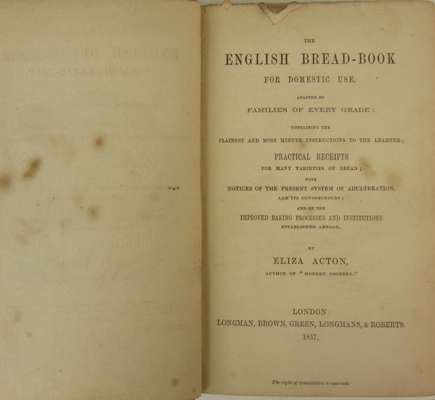 THE
ENGLISH BREAD-BOOK
FOR DOMESTIC USE,
ADAPTED TO
FAMILIES OF EVERY GRADE:
CONTAINING THE
PLAINEST AND MOST MINUTE INSTRUCTIONS TO THE LEARNER;
PRACTICAL RECEIPTS
FOR MANY VARIETIES OF BREAD;
WITH
NOTICES OF THE PRESENT SYSTEM OF ADULTERATION,
AND ITS CONSEQUENCES;
AND OF THE
IMPROVED BAKING PROCESSES AND INSTITUTIONS
ESTABLISHED ABROAD.
BY
ELIZA ACTON,
AUTHOR OF "MODERN COOKERY."
LONDON:
LONGMAN, BROWN, GREEN, LONGMANS, & ROBERTS.
1857.
The right of translation is reserved.